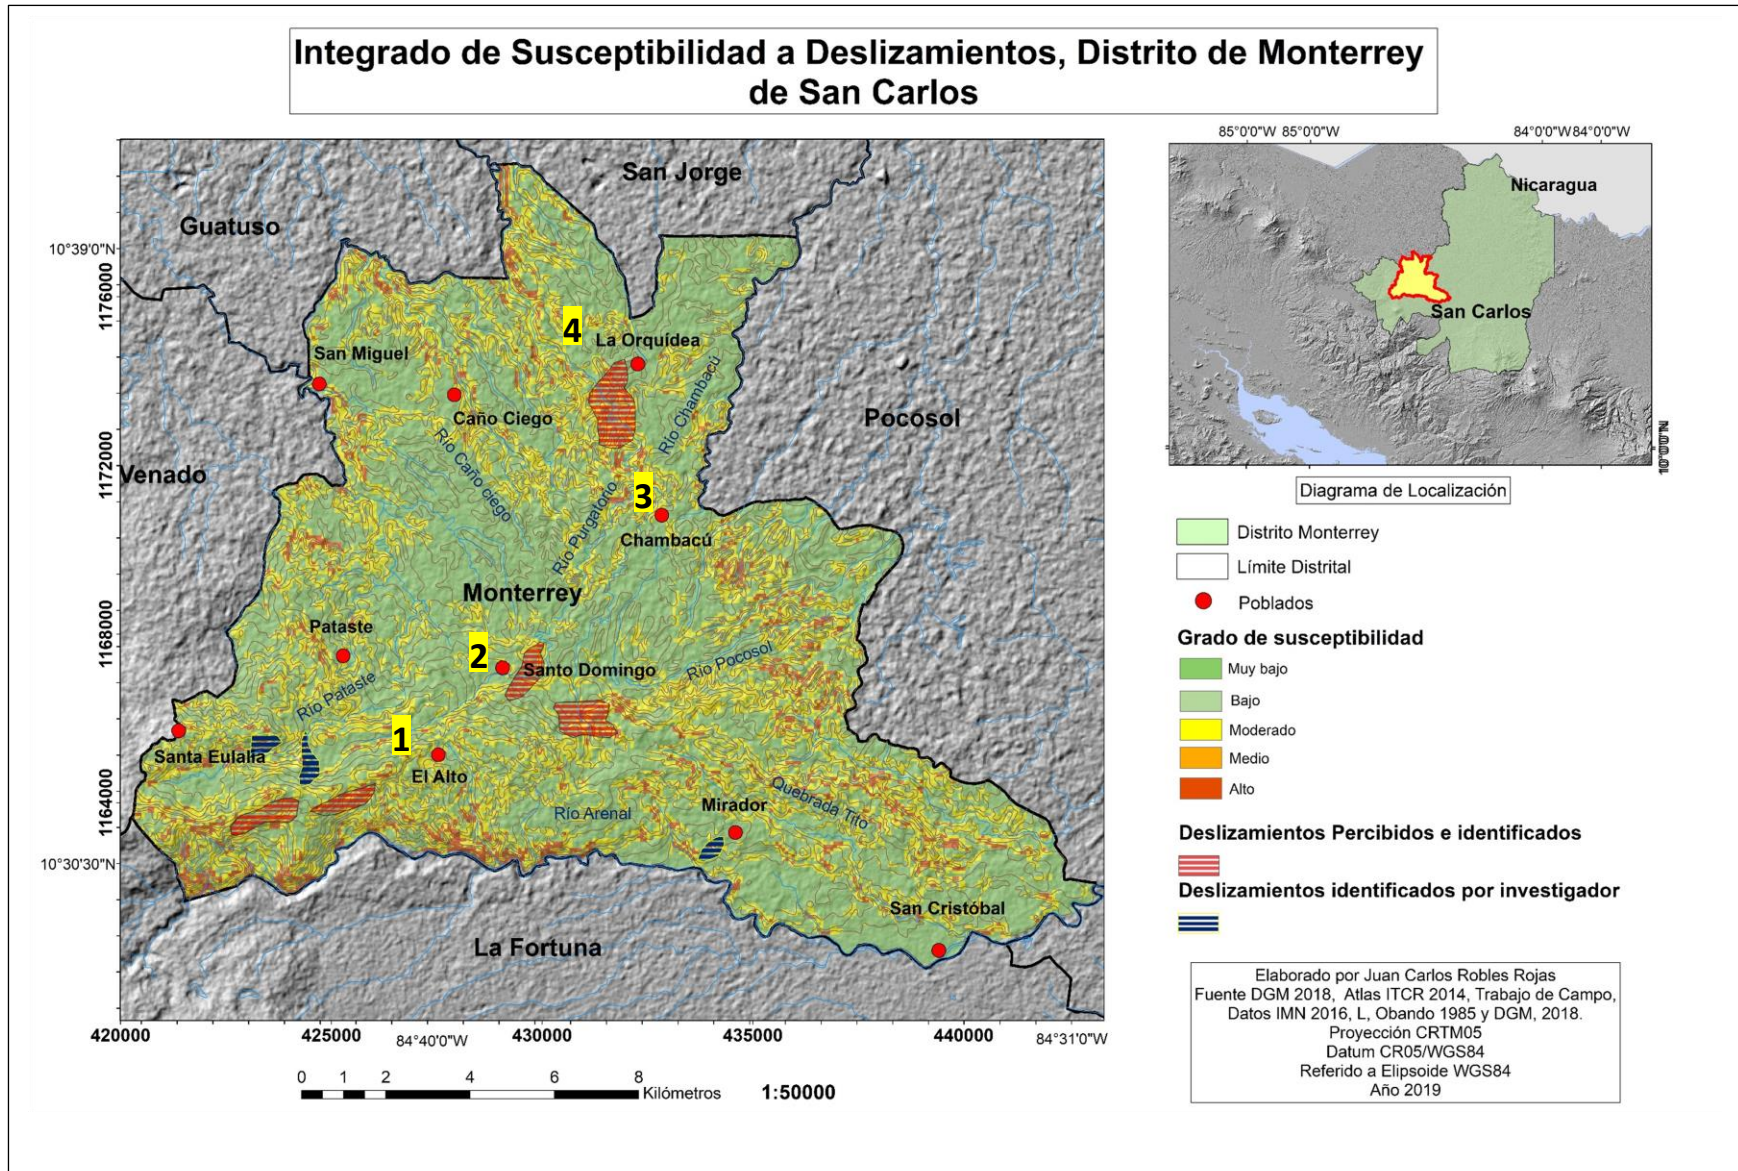 Integrado de Susceptibilidad a Deslizamientos, Distrito de Monterrey
de San Carlos
San Jorge
Guatuso
10°39'0"N
1176000
4
La Orquídea
San Miguel
Caño Ciego
Río Chambacú
Pocosol
Río Caño ciego
1172000
Venado
3
Río Purgatorio
Chambacú
Monterrey
1168000
Pataste
2
Santo Domingo
Río Pocosol
Río Pataste
1
Santa Eulalia
El Alto
1164000
Río Arenal
Mirador
Quebrada Tito
10°30'30"N
San Cristóbal
La Fortuna
420000
425000
84°40'0"W
430000
435000
440000
84°31'0"W
0 1 2 4 6 8 Kilómetros
1:50000
85°0'0"W 85°0'0"W
84°0'0"W 84°0'0"W
Nicaragua
San Carlos
10°0'0"N
Diagrama de Localización
Distrito Monterrey
Límite Distrital
Poblados
Grado de susceptibilidad
Muy bajo
Bajo
Moderado
Medio
Alto
Deslizamientos Percibidos e identificados
Deslizamientos identificados por investigador
Elaborado por Juan Carlos Robles Rojas
Fuente DGM 2018, Atlas ITCR 2014, Trabajo de Campo,
Datos IMN 2016, L, Obando 1985 y DGM, 2018.
Proyección CRTM05
Datum CR05/WGS84
Referido a Elipsoide WGS84
Año 2019